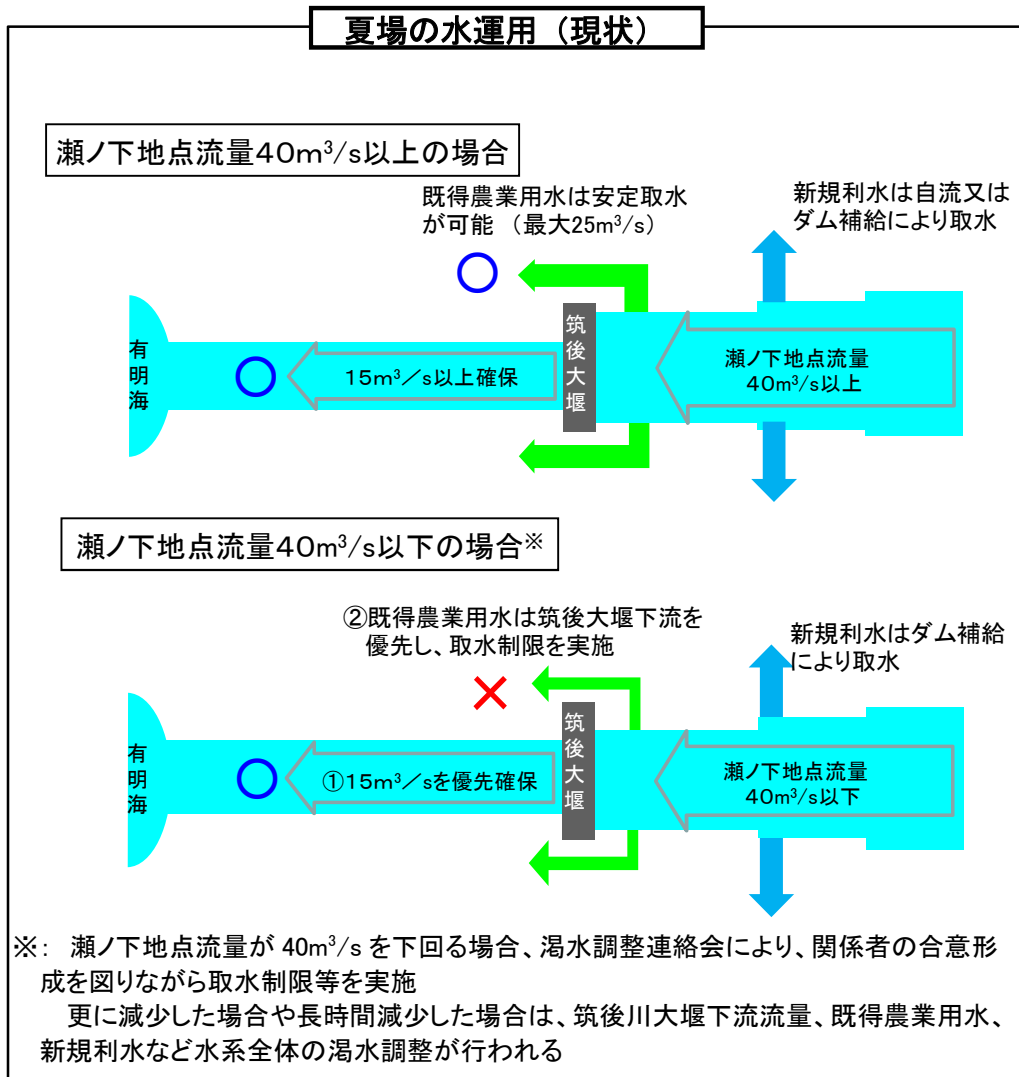 夏場の水運用（現状）
瀬ノ下地点流量40m³/s以上の場合
既得農業用水は安定取水
が可能 （最大25m³/s）
新規利水は自流又は
ダム補給により取水
有明海
15m³／s以上確保
筑後大堰
瀬ノ下地点流量
40m³/s以上
瀬ノ下地点流量40m³/s以下の場合※
②既得農業用水は筑後大堰下流を
優先し、取水制限を実施
新規利水はダム補給
により取水
有明海
①15m³／sを優先確保
筑後大堰
瀬ノ下地点流量
40m³/s以下
※： 瀬ノ下地点流量が 40m³/s を下回る場合、渇水調整連絡会により、関係者の合意形
成を図りながら取水制限等を実施
更に減少した場合や長時間減少した場合は、筑後川大堰下流流量、既得農業用水、
新規利水など水系全体の渇水調整が行われる